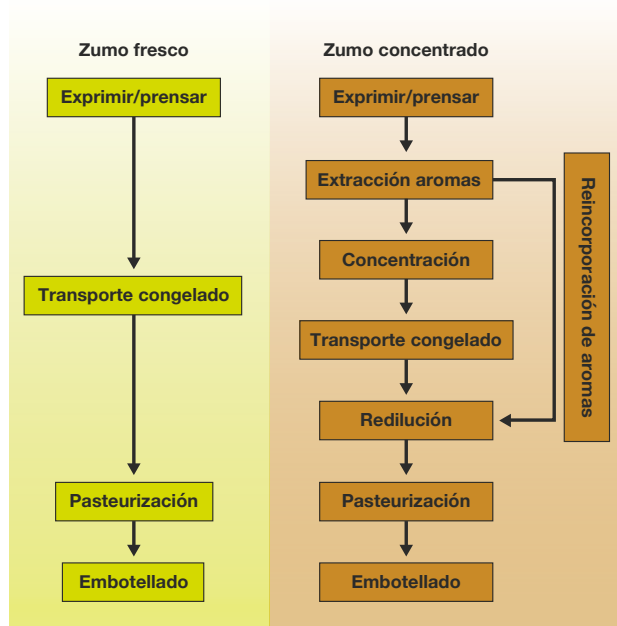 Zumo fresco
Exprimir/prensar
Transporte congelado
Pasteurización
Embotellado
Zumo concentrado
Exprimir/prensar
Extracción aromas
Concentración
Transporte congelado
Redilución
Pasteurización
Embotellado
Reincorporación de aromas